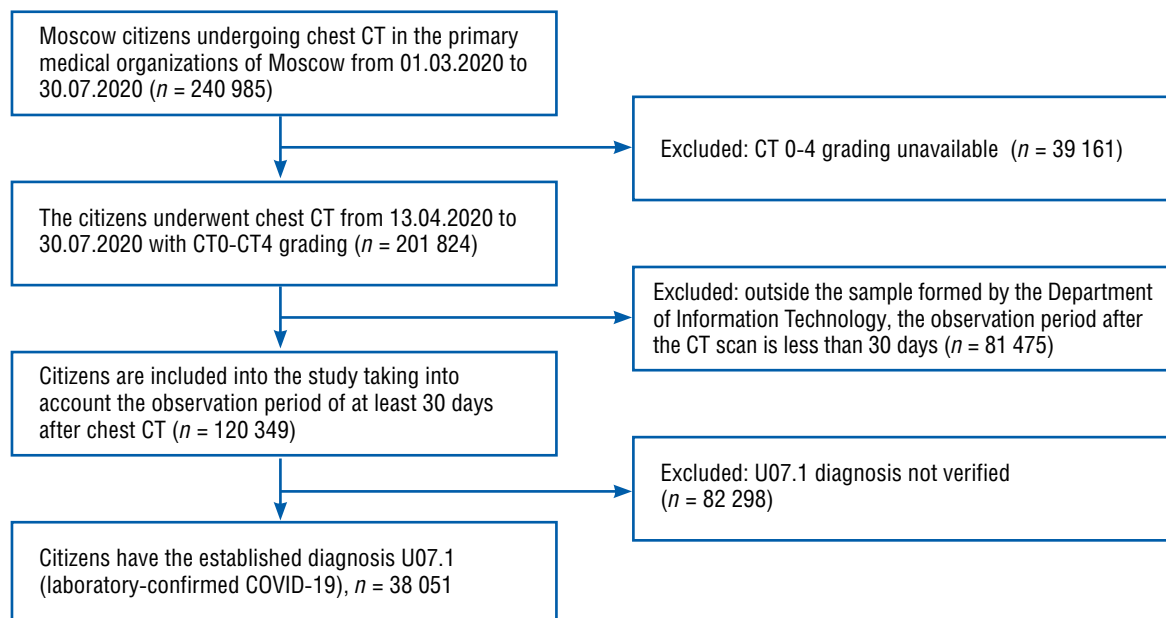 Moscow citizens undergoing chest CT in the primary
medical organizations of Moscow from 01.03.2020 to
30.07.2020 (n = 240 985)
Excluded: CT 0-4 grading unavailable (n = 39 161)
The citizens underwent chest CT from 13.04.2020 to
30.07.2020 with CT0-CT4 grading (n = 201 824)
Excluded: outside the sample formed by the Department
of Information Technology, the observation period after
the CT scan is less than 30 days (n = 81 475)
Citizens are included into the study taking into
account the observation period of at least 30 days
after chest CT (n = 120 349)
Excluded: U07.1 diagnosis not verified
(n = 82 298)
Citizens have the established diagnosis U07.1
(laboratory-confirmed COVID-19), n = 38 051